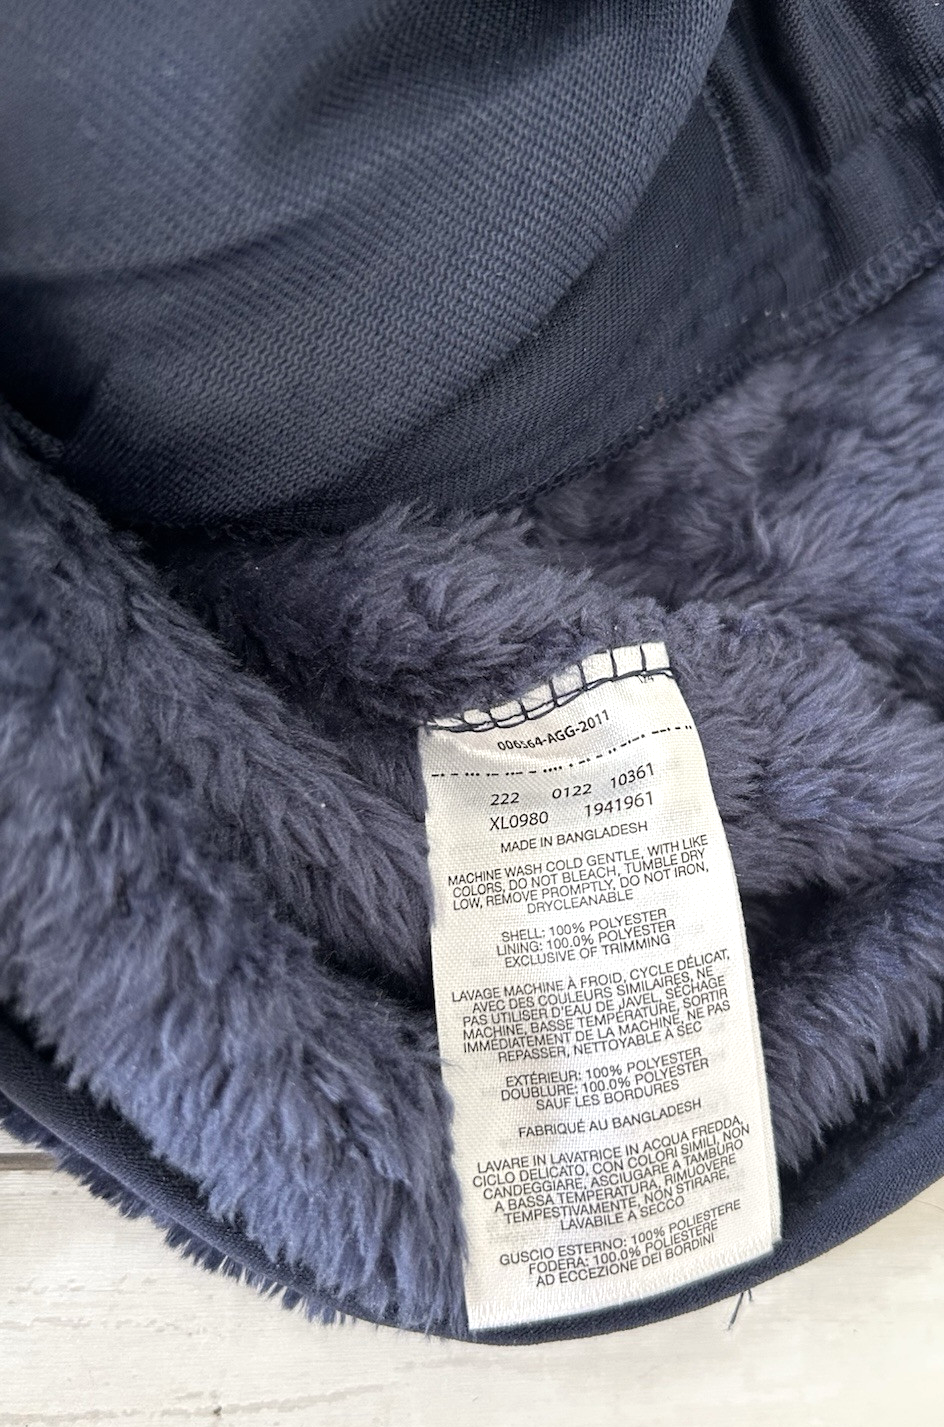 006564-AGG-2011
222 0122 10361
XL0980 1941961
MADE IN BANGLADESH
MACHINE WASH COLD GENTLE, WITH LIKE
COLORS, DO NOT BLEACH, TUMBLE DRY
LOW, REMOVE PROMPTLY, DO NOT IRON,
DRYCLEANABLE
SHELL: 100% POLYESTER
LINING: 100.0% POLYESTER
EXCLUSIVE OF TRIMMING
LAVAGE MACHINE À FROID, CYCLE DÉLICAT,
AVEC DES COULEURS SIMILAIRES, NE
PAS UTILISER D'EAU DE JAVEL, SÉCHAGE
MACHINE, BASSE TEMPÉRATURE, SORTIR
IMMÉDIATEMENT DE LA MACHINE, NE PAS
REPASSER, NETTOYABLE À SEC
EXTÉRIEUR: 100% POLYESTER
DOUBLURE: 100.0% POLYESTER
SAUF LES BORDURES
FABRIQUÉ AU BANGLADESH
LAVARE IN LAVATRICE IN ACQUA FREDDA,
CICLO DELICATO, CON COLORI SIMILI, NON
CANDEGGIARE, ASCIUGARE A TAMBURO
A BASSA TEMPERATURA, RIMUOVERE
TEMPESTIVAMENTE, NON STIRARE,
LAVABILE A SECCO
GUSCIO ESTERNO: 100% POLIESTERE
FODERA: 100.0% POLIESTERE
AD ECCEZIONE DEI BORDINI